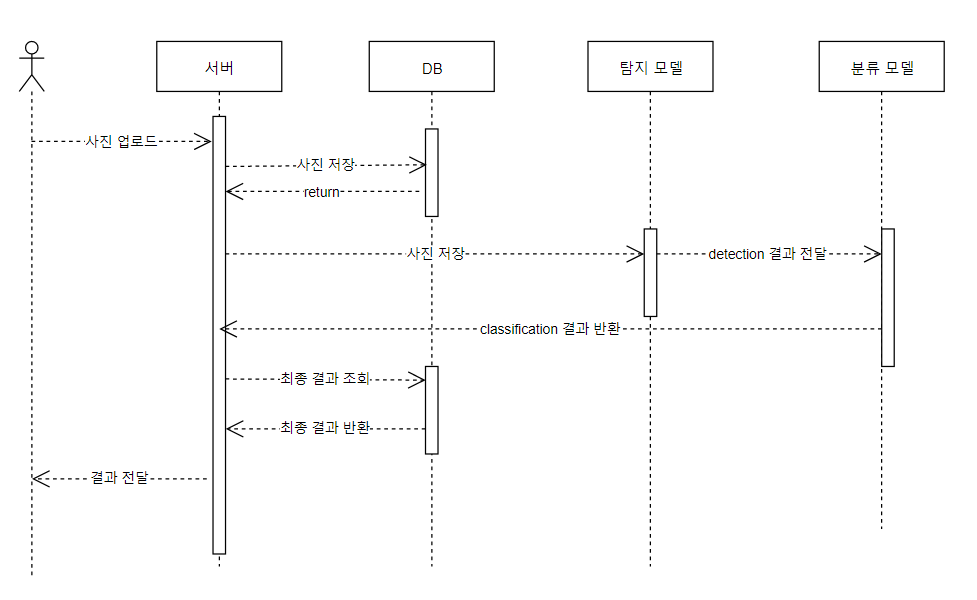 서버
DB
탐지 모델
분류 모델
사진 업로드
사진 저장
return
사진 저장
detection 결과 전달
classification 결과 반환
최종 결과 조회
최종 결과 반환
결과 전달